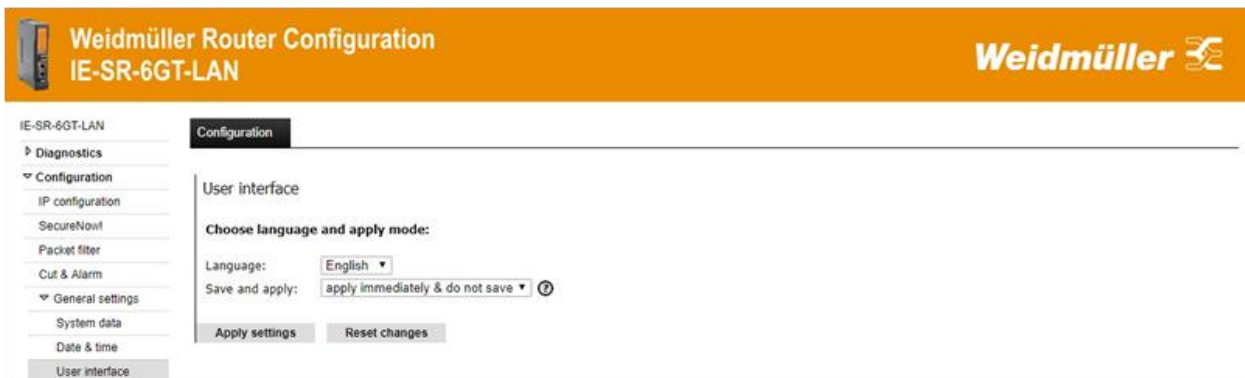 Weidmüller Router Configuration
IE-SR-6GT-LAN
Weidmüller
IE-SR-6GT-LAN
Diagnostics
Configuration
IP configuration
SecureNow!
Packet filter
Cut & Alarm
General settings
System data
Date & time
User interface
Configuration
User interface
Choose language and apply mode:
Language: English
Save and apply: apply immediately & do not save ?
Apply settings Reset changes